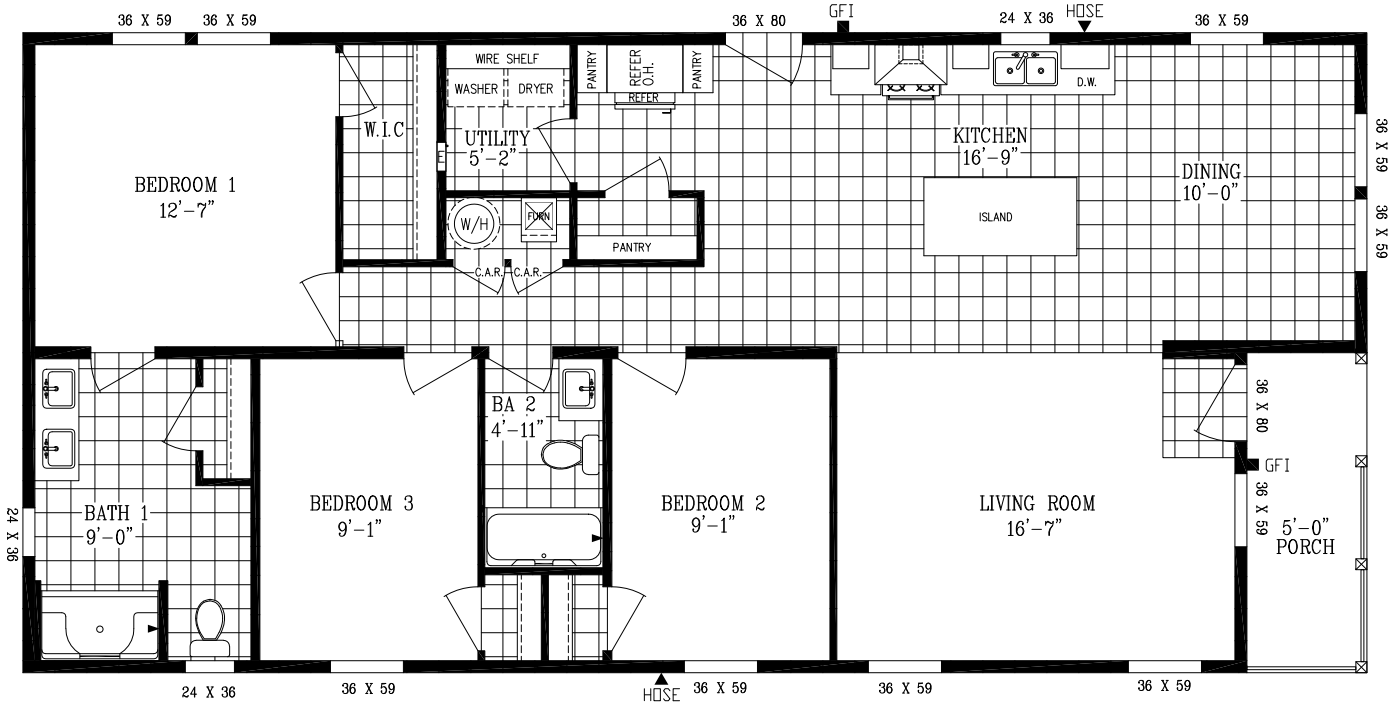 36 X 59
36 X 59
36 X 80
GFI
24 X 36
HOSE
36 X 59
WIRE SHELF
WASHER
DRYER
PANTRY
REFER
O.H.
PANTRY
REFER
D.W.
W.I.C
E
UTILITY
5'-2"
KITCHEN
16'-9"
36 X 59
DINING
10'-0"
BEDROOM 1
12'-7"
W/H
FURN
PANTRY
ISLAND
36 X 59
C.A.R.
C.A.R.
BA 2
4'-11"
36 X 80
GFI
BATH 1
9'-0"
24 X 36
BEDROOM 3
9'-1"
BEDROOM 2
9'-1"
LIVING ROOM
16'-7"
36 X 59
5'-0"
PORCH
24 X 36
36 X 59
HOSE
36 X 59
36 X 59
36 X 59